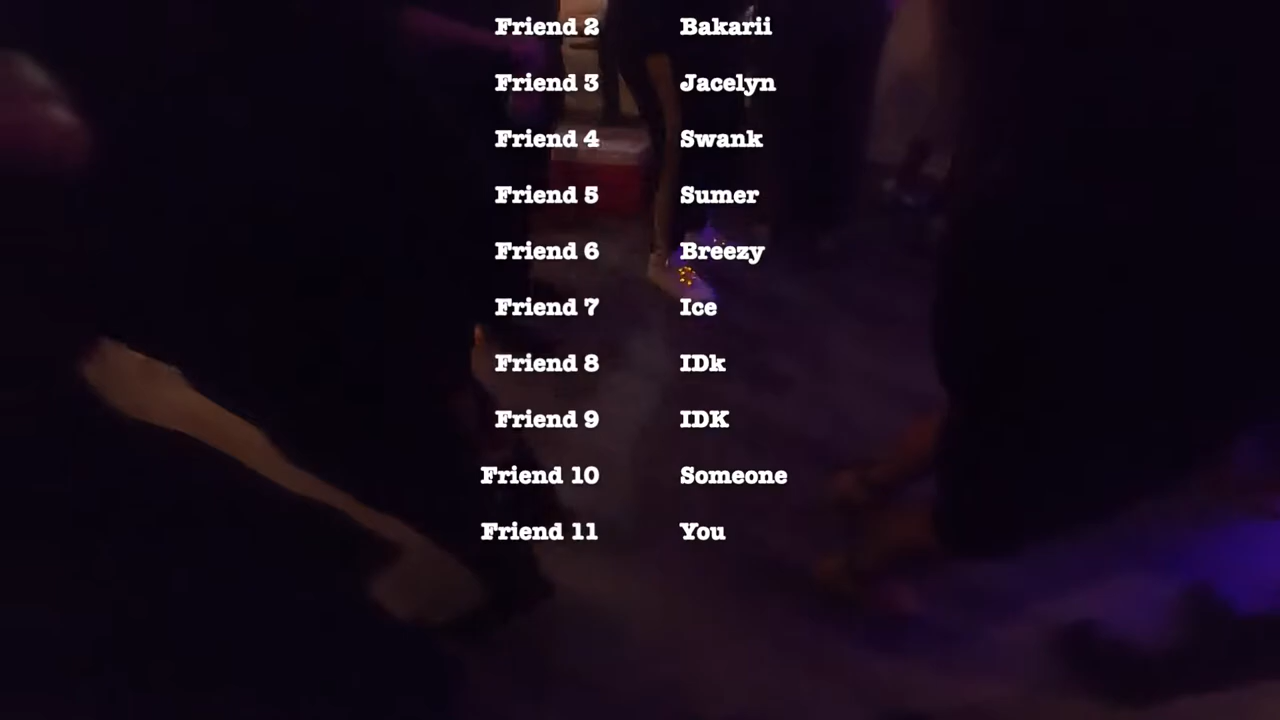 Friend 2 Bakarii
Friend 3 Jacelyn
Friend 4 Swank
Friend 5 Sumer
Friend 6 Breezy
Friend 7 Ice
Friend 8 IDk
Friend 9 IDK
Friend 10 Someone
Friend 11 You